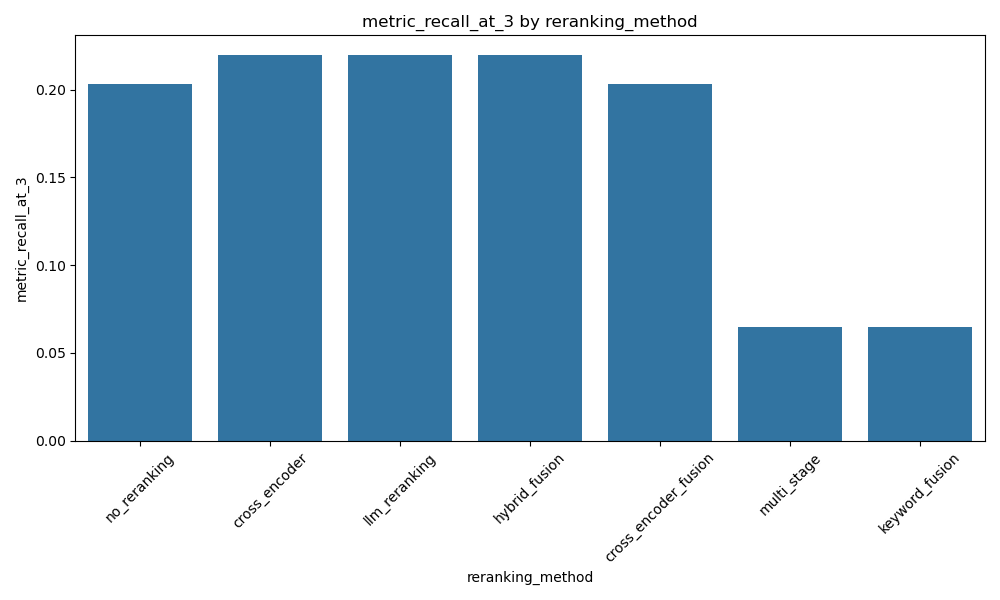 metric_recall_at_3 by reranking_method
metric_recall_at_3
0.20
0.15
0.10
0.05
0.00
no_reranking
cross_encoder
llm_reranking
hybrid_fusion
cross_encoder_fusion
multi_stage
keyword_fusion
reranking_method